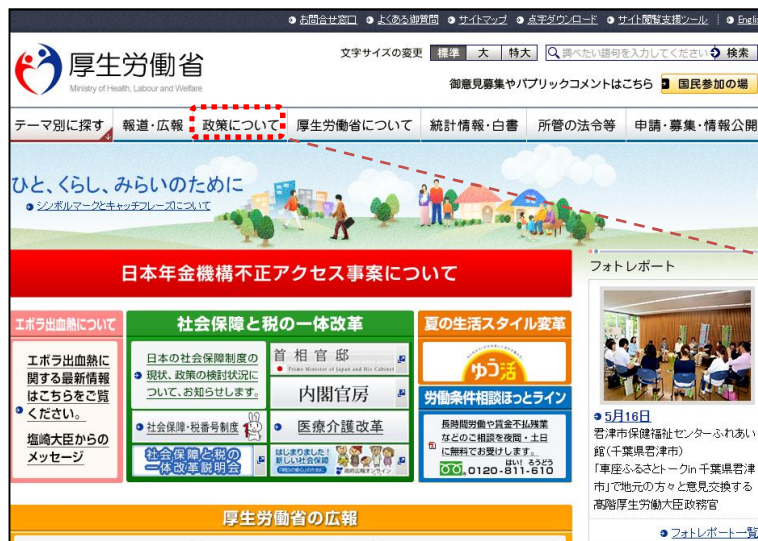 お問合せ窓口 よくある御質問 サイトマップ 点字ダウンロード サイト閲覧支援ツール
厚生労働省
Ministry of Health, Labour and Welfare
文字サイズの変更 標準 大 特大 調べたい語句を入力してください 検索
御意見募集やパブリックコメントはこちら 国民参加の場
テーマ別に探す 報道・広報 政策について 厚生労働省について 統計情報・白書 所管の法令等 申請・募集・情報公開
ひと、くらし、みらいのために
シンボルマークとキャッチフレーズについて
日本年金機構不正アクセス事案について
エボラ出血熱について
エボラ出血熱に
関する最新情報
はこちらをご覧
ください。
塩崎大臣からの
メッセージ
社会保障と税の一体改革
日本の社会保障制度の
現状、政策の検討状況に
ついて、お知らせします。
首相官邸
Prime Minister of Japan and His Cabinet
内閣官房
社会保障・税番号制度
医療介護改革
社会保障と税の
一体改革説明会
はじまりました!
新しい社会保障
政府広報オンライン
夏の生活スタイル変革
ゆう活
労働条件相談ほっとライン
長時間労働や賃金不払残業
などのご相談を夜間・土日
に無料でお受けします。
はい! ろうどう
0120-811-610
フォトレポート
5月16日
君津市保健福祉センターふれあい
館(千葉県君津市)
「車座ふるさとトークin千葉県君津
市」で地元の方々と意見交換する
高階厚生労働大臣政務官
フォトレポート一覧
厚生労働省の広報